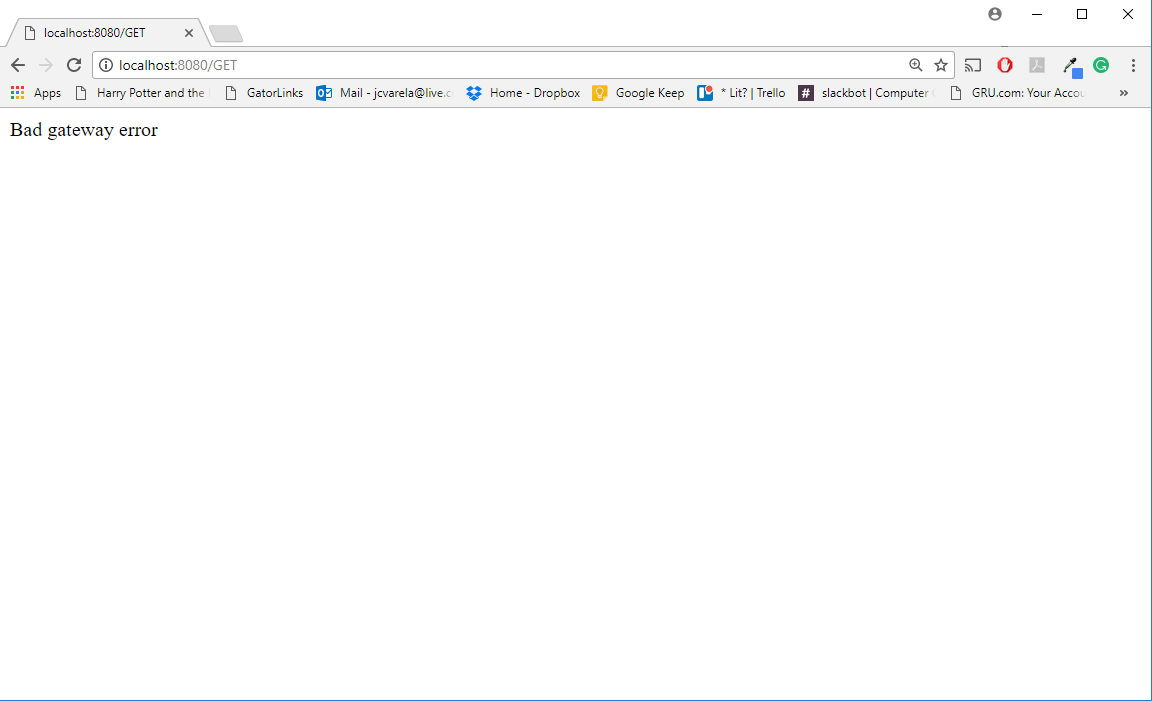 localhost:8080/GET
localhost:8080/GET
Apps Harry Potter and the GatorLinks Mail - jcvarela@live.c Home - Dropbox Google Keep * Lit? | Trello # slackbot | Computer GRU.com: Your Accou »
Bad gateway error